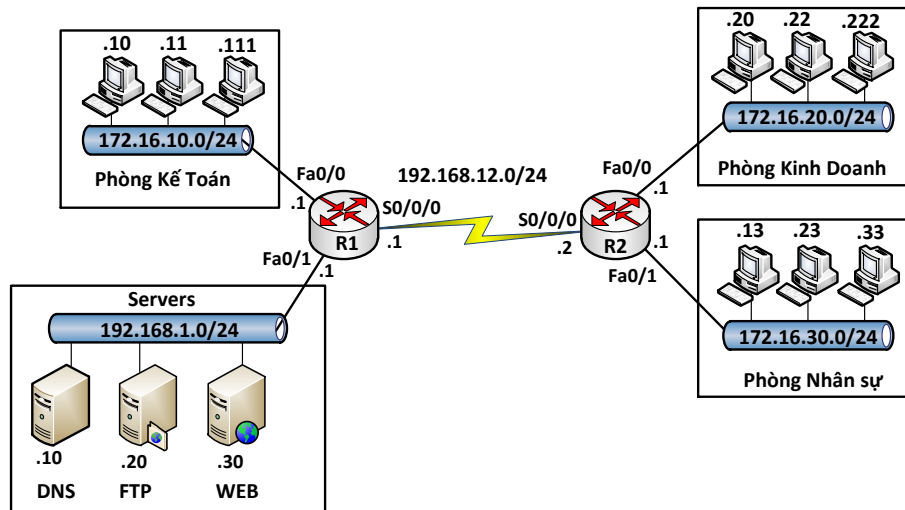 .10 .11 .111
172.16.10.0/24
Phòng Kế Toán
Fa0/0
.1
R1
S0/0/0
.1
Fa0/1
.1
192.168.12.0/24
S0/0/0
.2
R2
Fa0/0
.1
.1
Fa0/1
.20 .22 .222
172.16.20.0/24
Phòng Kinh Doanh
.13 .23 .33
172.16.30.0/24
Phòng Nhân sự
Servers
192.168.1.0/24
.10 .20 .30
DNS FTP WEB